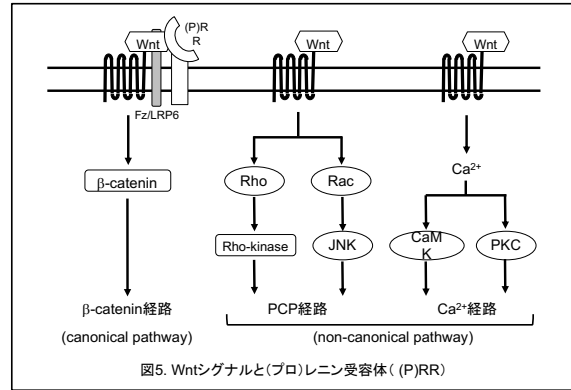 (P)R
R
Wnt
Wnt
Wnt
Fz/LRP6
β-catenin
Rho
Rac
Ca2+
Rho-kinase
JNK
CaM
K
PKC
β-catenin経路
PCP経路
Ca2+経路
(canonical pathway)
(non-canonical pathway)
図5. Wntシグナルと(プロ)レニン受容体( (P)RR)